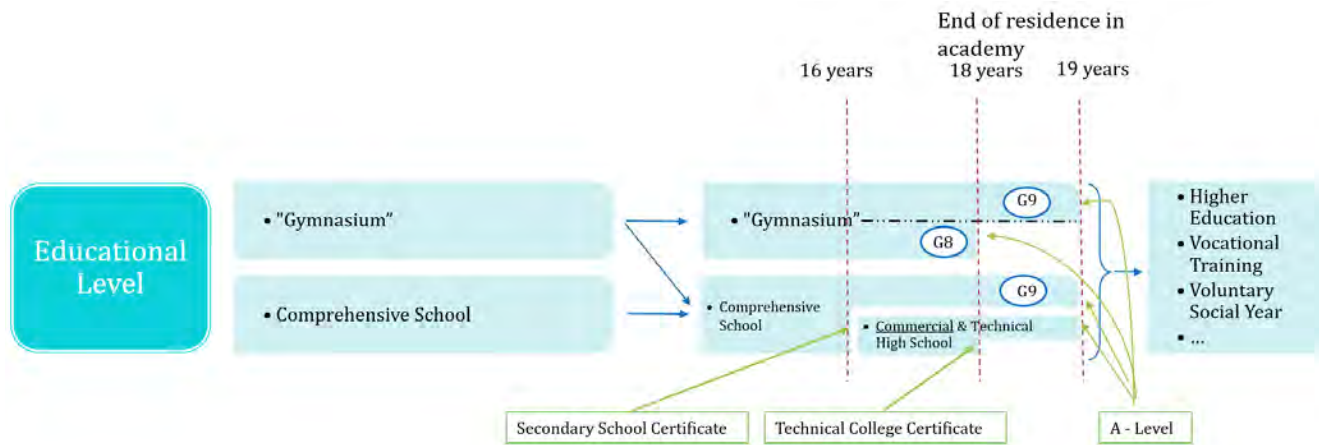 End of residence in
academy
16 years
18 years
19 years
Educational
Level
• "Gymnasium"
• Comprehensive School
• "Gymnasium"
G9
G8
• Comprehensive
School
G9
• Commercial & Technical
High School
• Higher
Education
• Vocational
Training
• Voluntary
Social Year
• ...
Secondary School Certificate
Technical College Certificate
A - Level